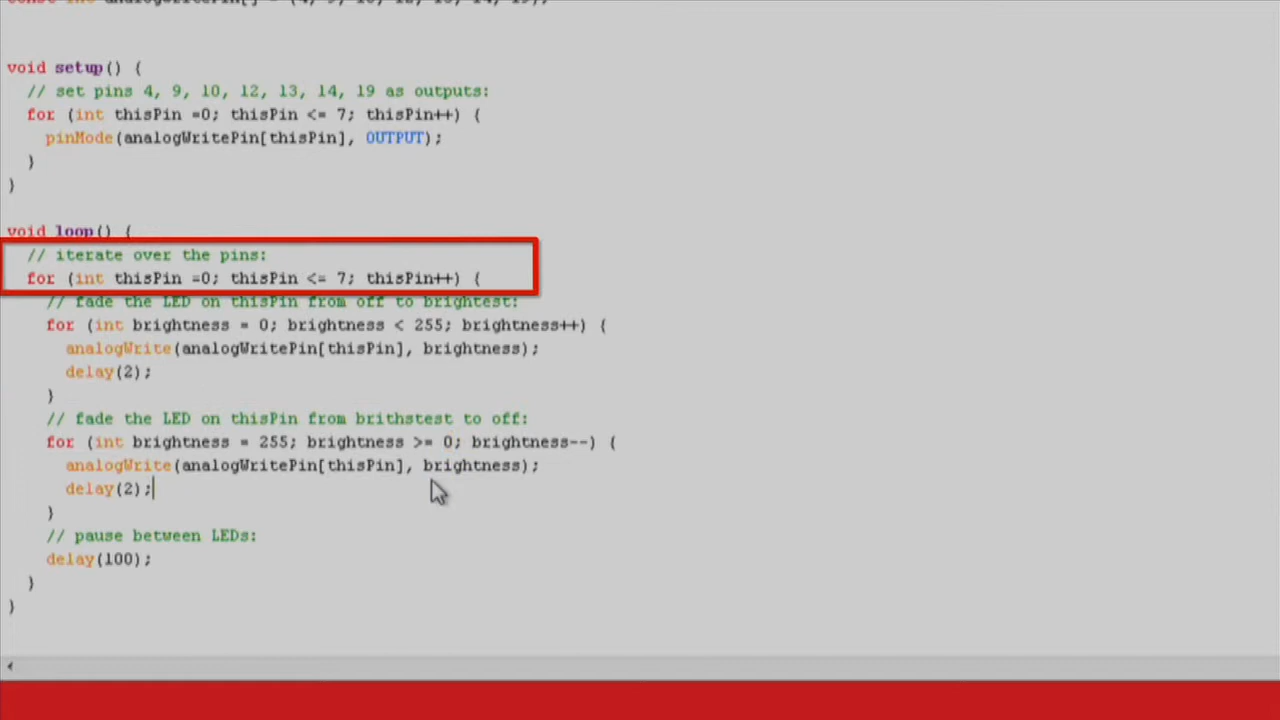 void setup() {
// set pins 4, 9, 10, 12, 13, 14, 19 as outputs:
for (int thisPin =0; thisPin <= 7; thisPin++) {
pinMode(analogWritePin[thisPin], OUTPUT);
}
}
void loop() {
// iterate over the pins:
for (int thisPin =0; thisPin <= 7; thisPin++) {
// fade the LED on thisPin from off to brightest:
for (int brightness = 0; brightness < 255; brightness++) {
analogWrite(analogWritePin[thisPin], brightness);
delay(2);
}
// fade the LED on thisPin from brithstest to off:
for (int brightness = 255; brightness >= 0; brightness--) {
analogWrite(analogWritePin[thisPin], brightness);
delay(2);
}
// pause between LEDs:
delay(100);
}
}